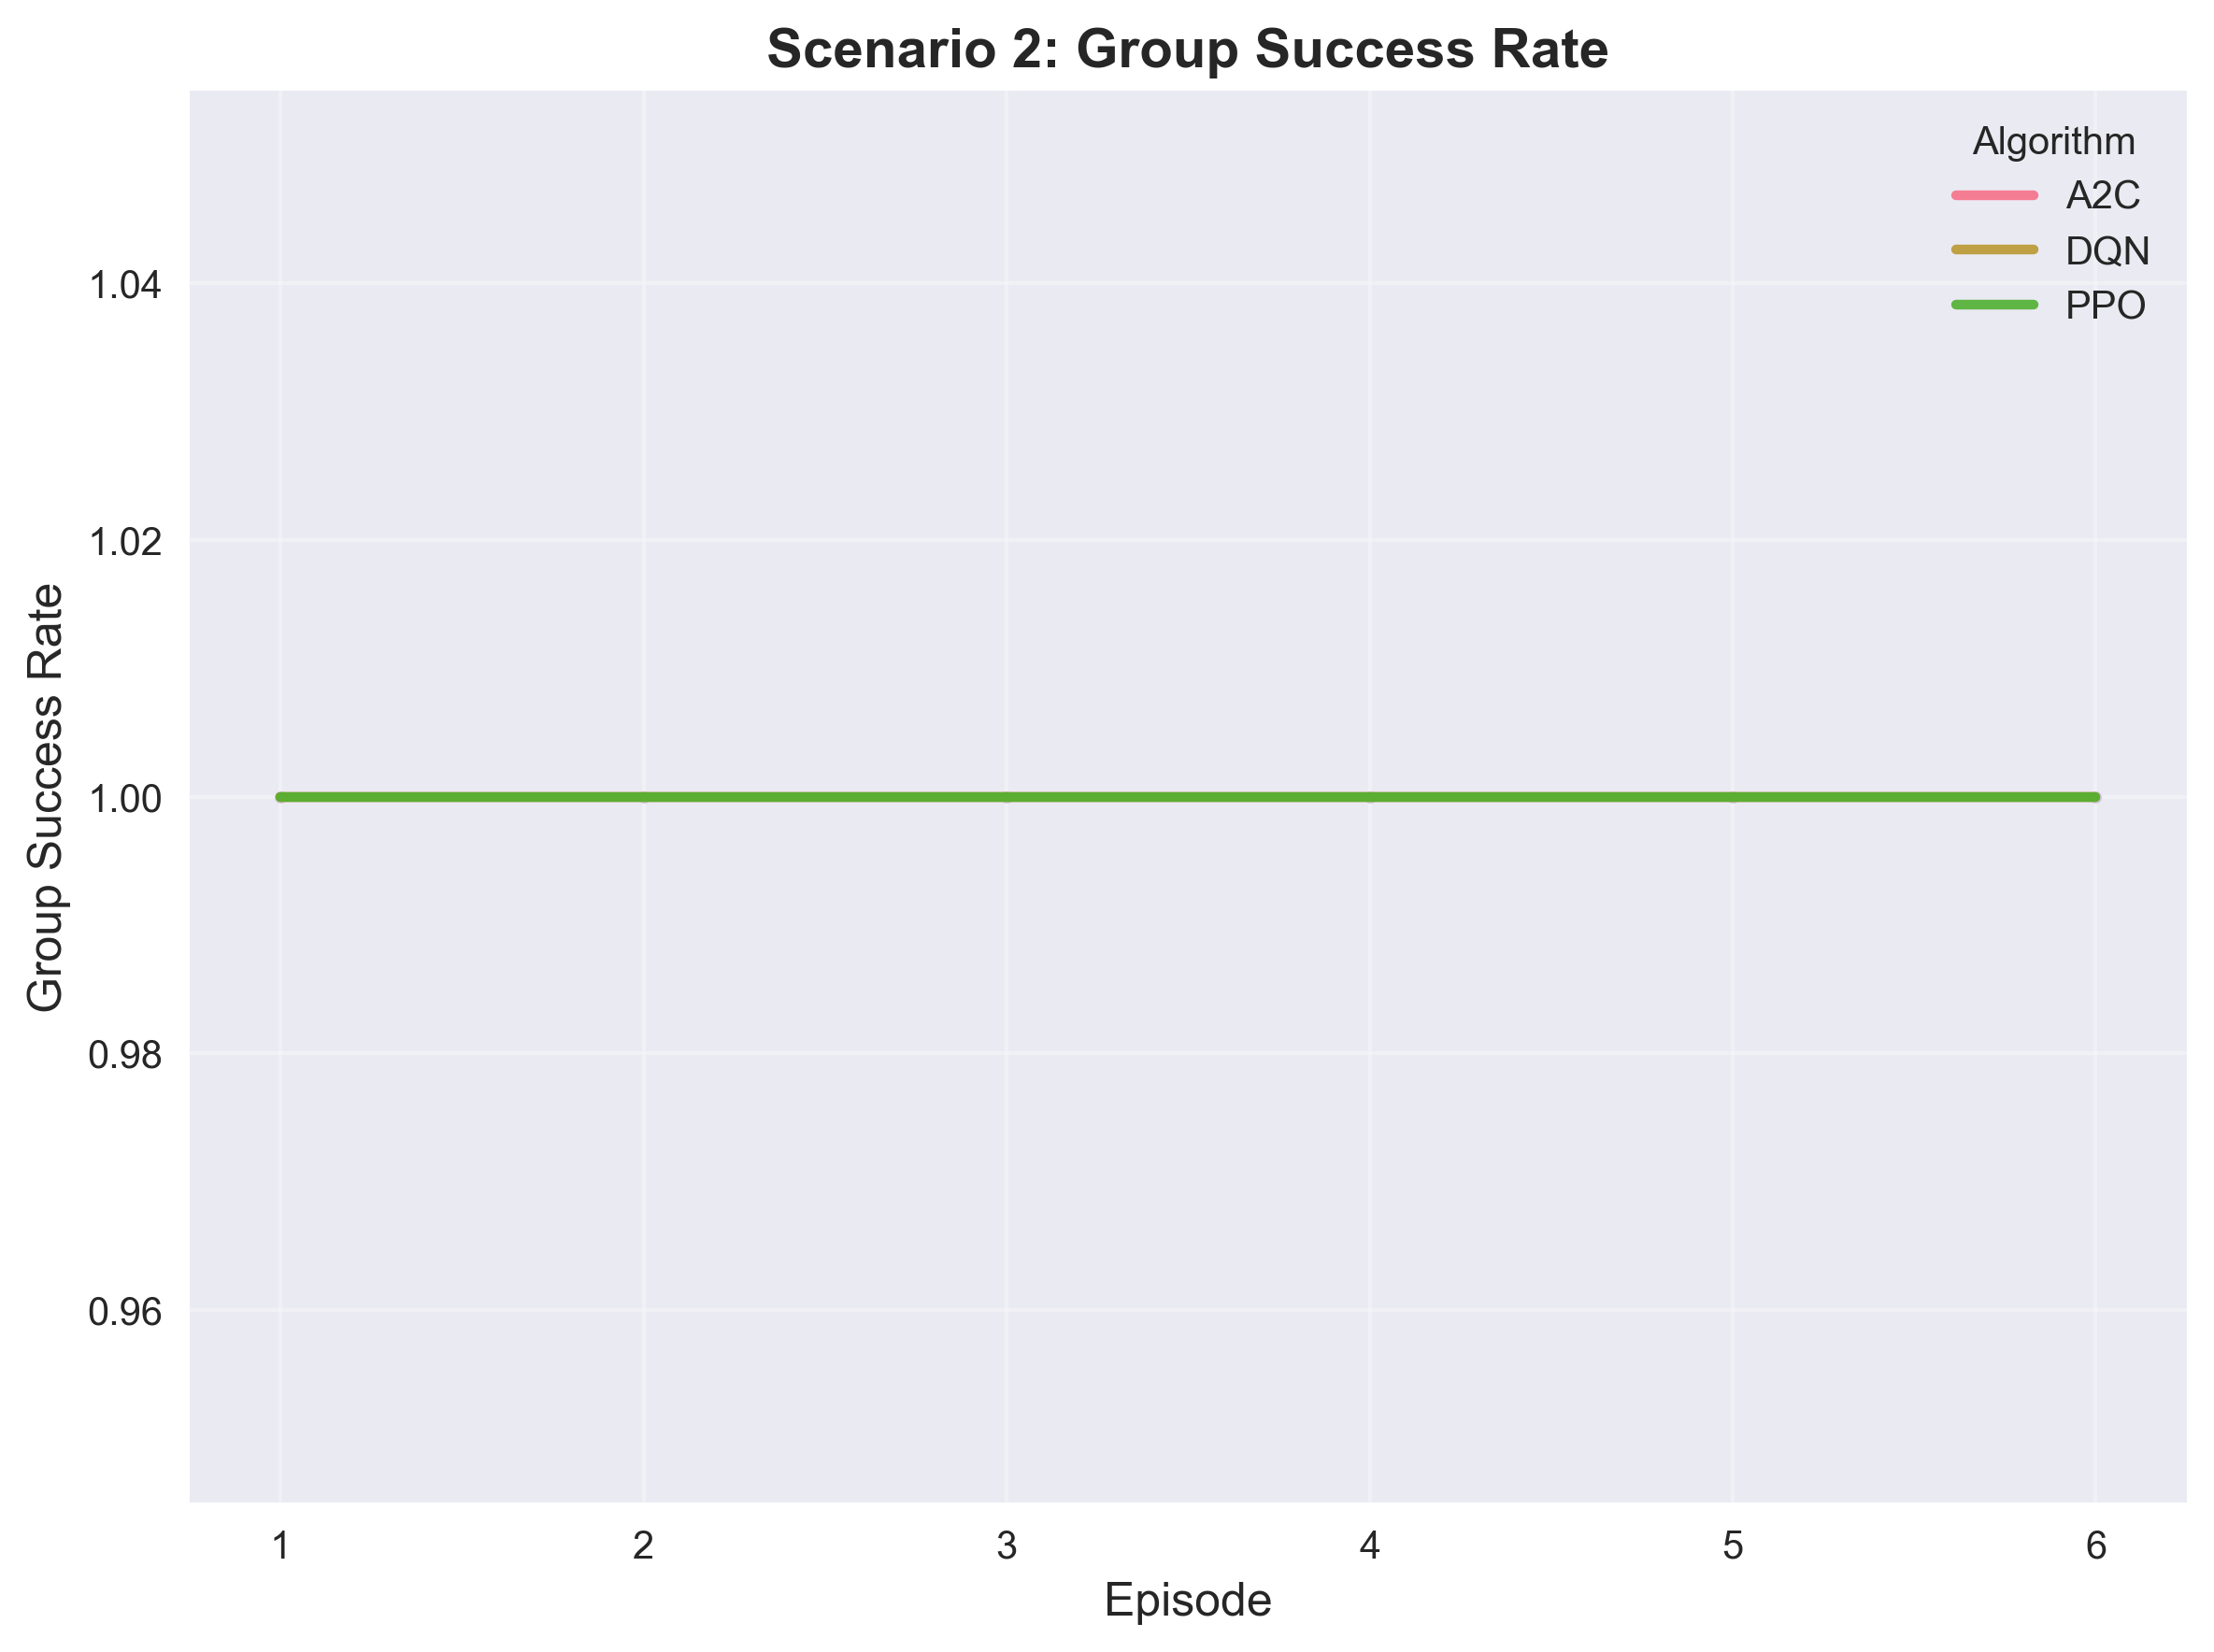 Scenario 2: Group Success Rate
Algorithm
A2C
DQN
PPO
Group Success Rate
1.04
1.02
1.00
0.98
0.96
1 2 3 4 5 6
Episode